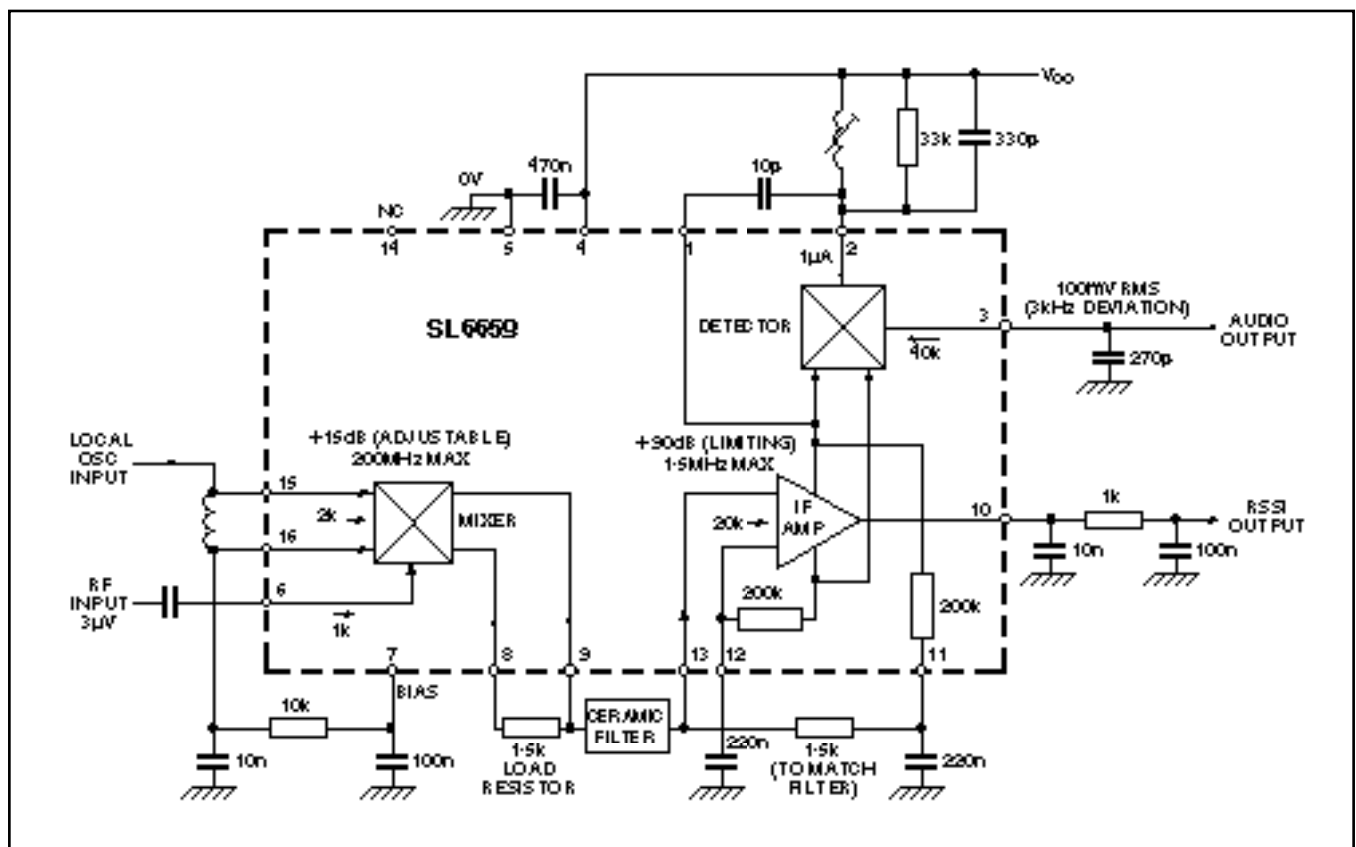 V₀₀
33k
330p
470n
0V
10p
NC
14
5
4
1
2
1µA
DETECTOR
40k
3
100mV RMS
(3kHz DEVIATION)
AUDIO
OUTPUT
270p
SL6659
LOCAL
OSC
INPUT
+15dB (ADJUSTABLE)
200MHz MAX
15
2k
MIXER
16
RF
INPUT
3µV
6
1k
+90dB (LIMITING)
1·5MHz MAX
20k
IF
AMP
200k
200k
10
1k
RSSI
OUTPUT
10n
100n
7
BIAS
8
9
13
12
11
10k
10n
100n
1·5k
LOAD
RESISTOR
CERAMIC
FILTER
220n
1·5k
(TO MATCH
FILTER)
220n